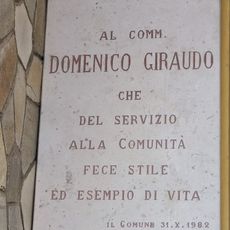 AL COMM.
DOMENICO GIRAUDO
CHE
DEL SERVIZIO
ALLA COMUNITÀ
FECE STILE
ED ESEMPIO DI VITA
IL COMUNE 31.X.1982